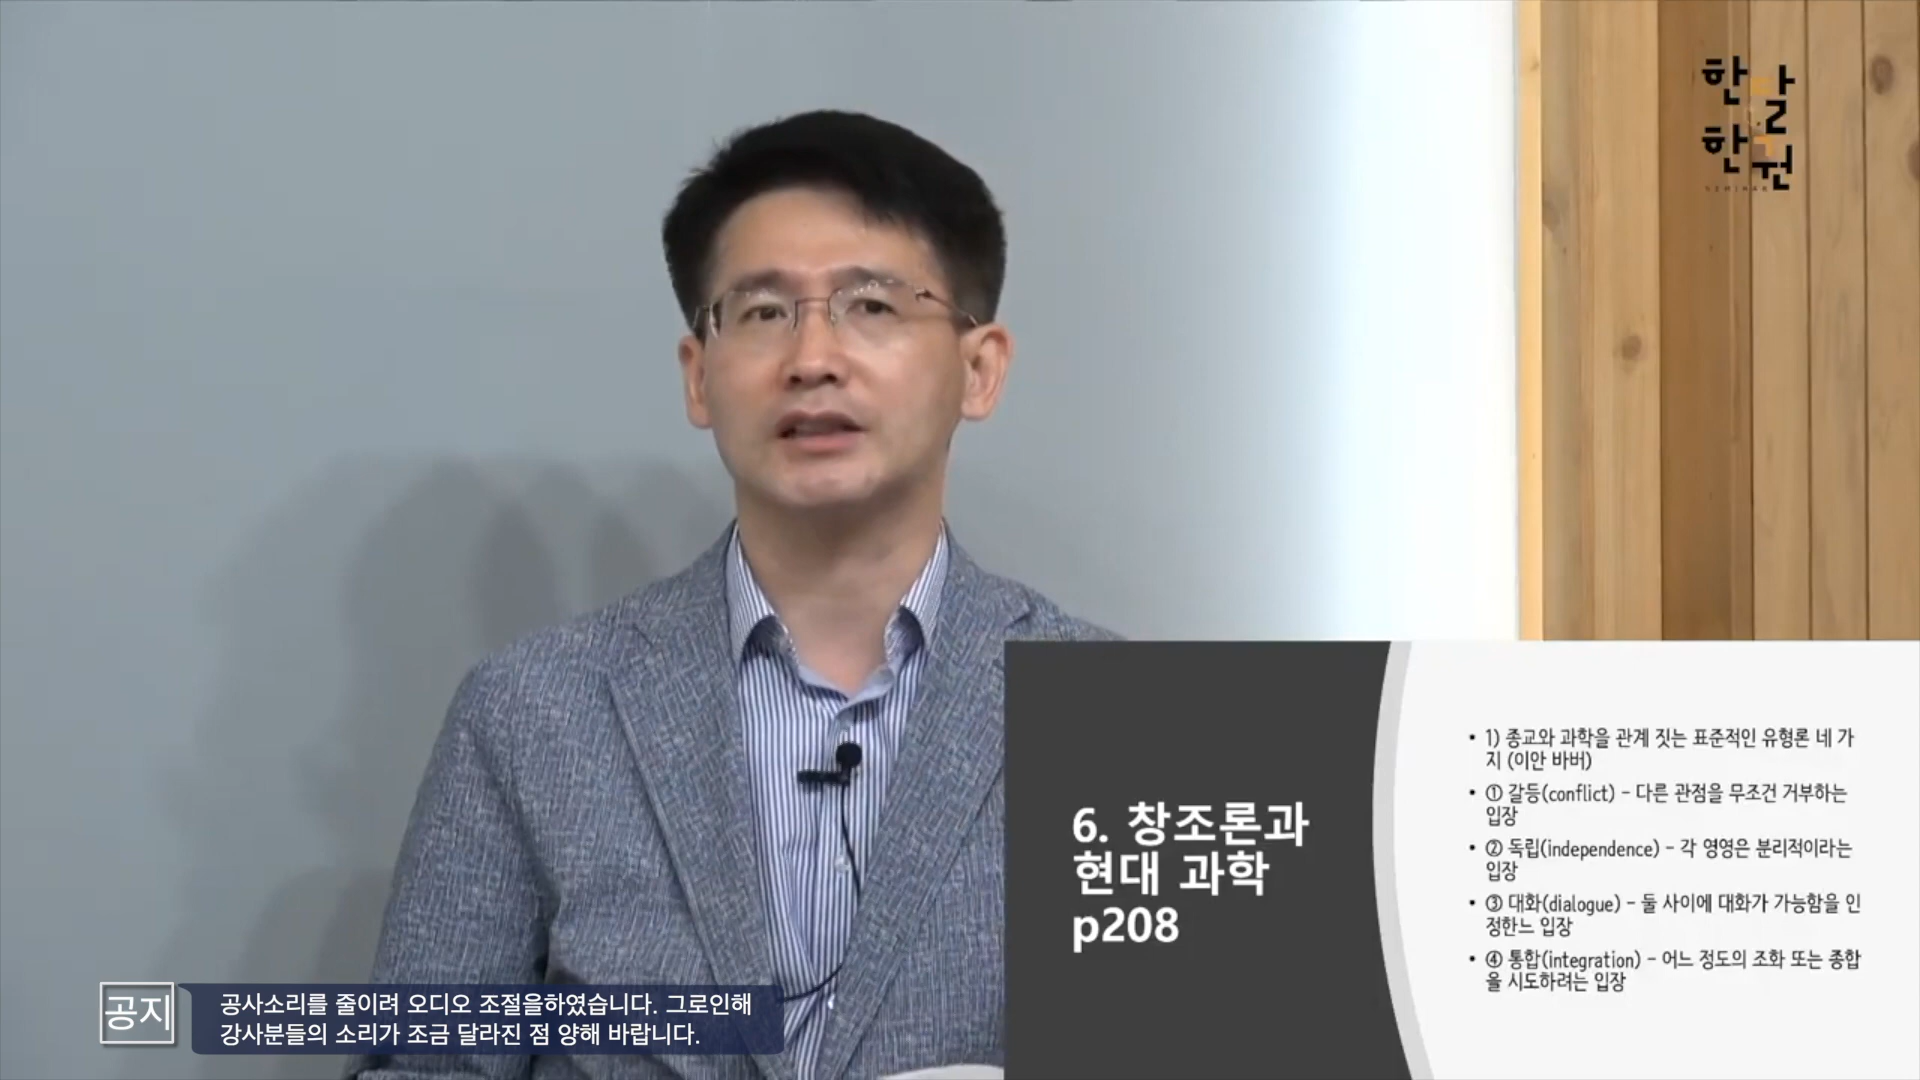 한달
한권
SEMINAR
6. 창조론과
현대 과학
p208
• 1) 종교와 과학을 관계 짓는 표준적인 유형론 네 가
지 (이안 바버)
• ① 갈등(conflict) – 다른 관점을 무조건 거부하는
입장
• ② 독립(independence) – 각 영영은 분리적이라는
입장
• ③ 대화(dialogue) – 둘 사이에 대화가 가능함을 인
정한느 입장
• ④ 통합(integration) – 어느 정도의 조화 또는 종합
을 시도하려는 입장
공지
공사소리를 줄이려 오디오 조절을하였습니다. 그로인해
강사분들의 소리가 조금 달라진 점 양해 바랍니다.